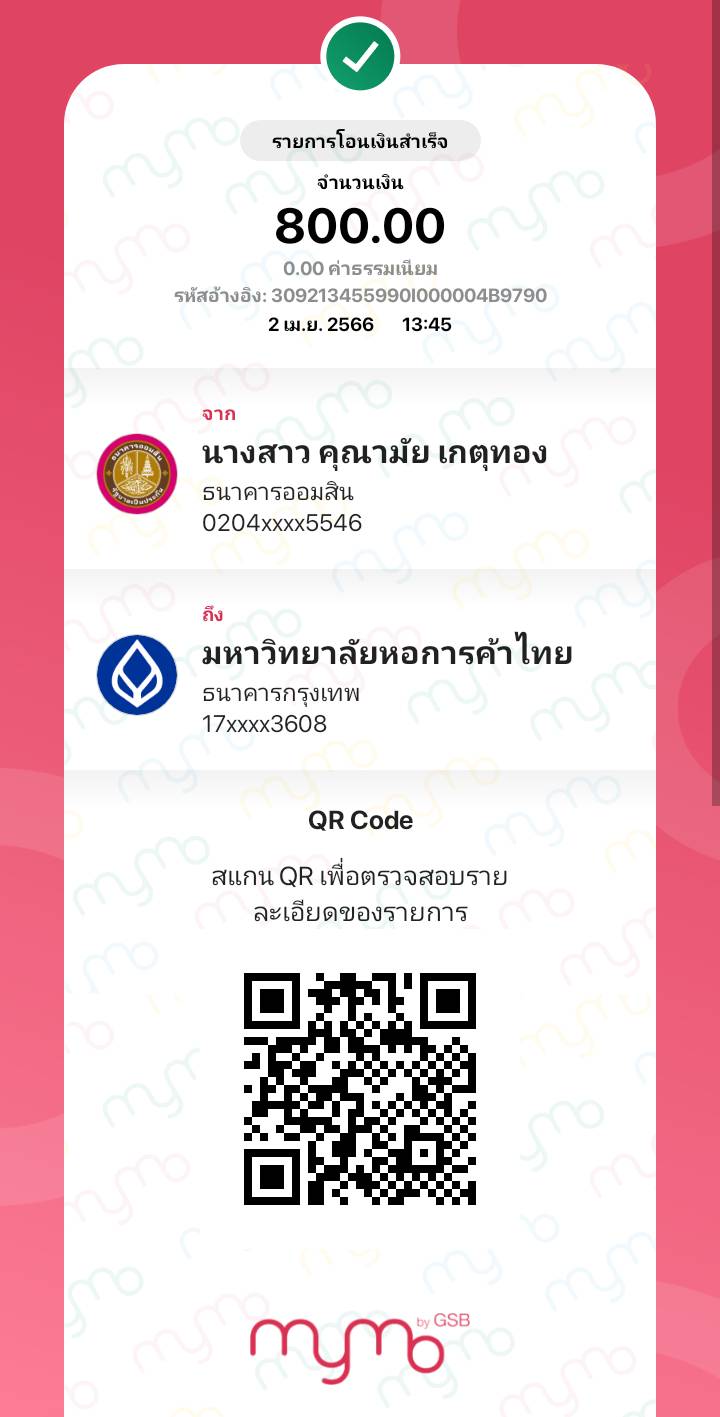 รายการโอนเงินสำเร็จ
จำนวนเงิน
800.00
0.00 ค่าธรรมเนียม
รหัสอ้างอิง: 309213455990I000004B9790
2 เม.ย. 2566 13:45
จาก
นางสาว คุณามัย เกตุทอง
ธนาคารออมสิน
0204xxxx5546
ถึง
มหาวิทยาลัยหอการค้าไทย
ธนาคารกรุงเทพ
17xxxx3608
QR Code
สแกน QR เพื่อตรวจสอบราย
ละเอียดของรายการ
mymo by GSB